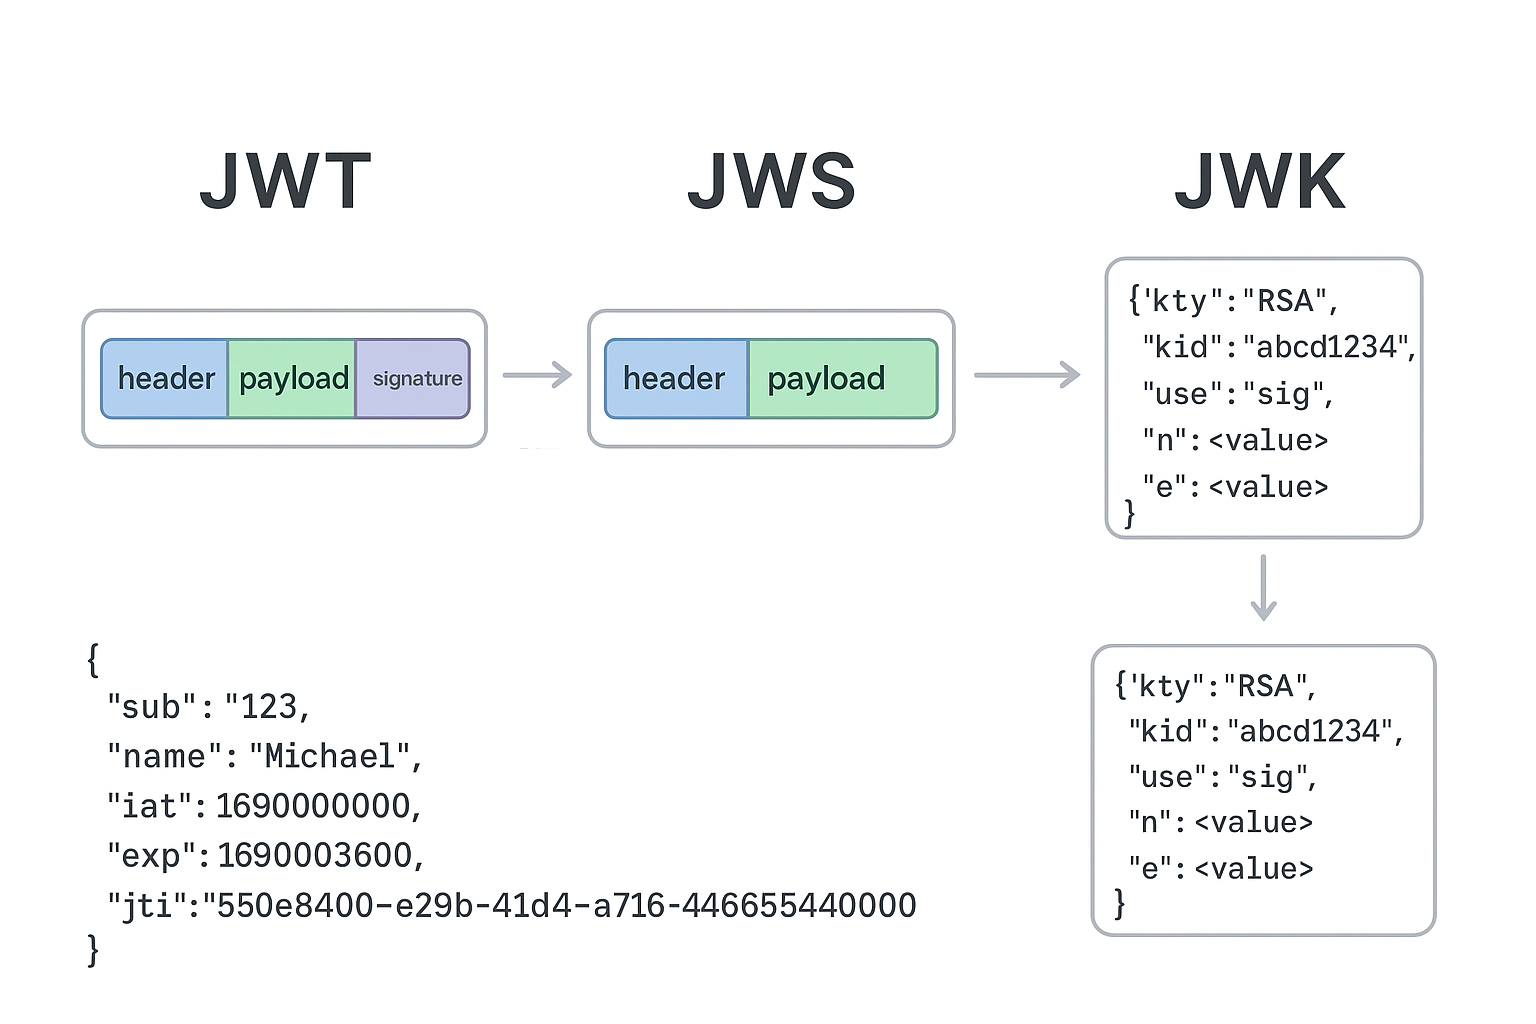 JWT
JWS
JWK
header payload signature
header payload
{'kty":"RSA",
"kid":"abcd1234",
"use":"sig",
"n":<value>
"e":<value>
}
{
"sub": "123,
"name": "Michael",
"iat": 1690000000,
"exp": 1690003600,
"jti":"550e8400-e29b-41d4-a716-446655440000
}
{'kty":"RSA",
"kid":"abcd1234",
"use":"sig",
"n":<value>
"e":<value>
}